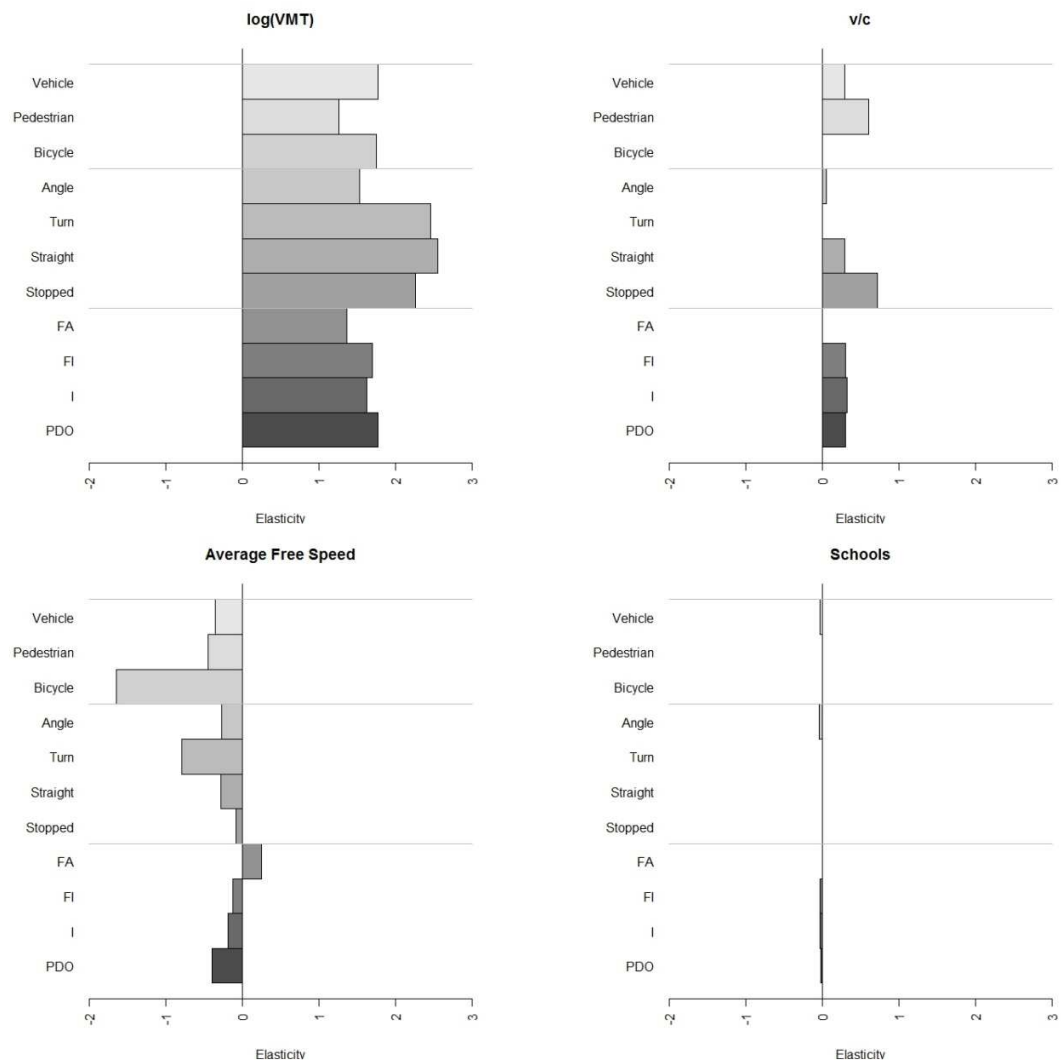 log(VMT)
Vehicle
Pedestrian
Bicycle
Angle
Turn
Straight
Stopped
FA
FI
I
PDO
-2 -1 0 1 2 3
Elasticity
v/c
Vehicle
Pedestrian
Bicycle
Angle
Turn
Straight
Stopped
FA
FI
I
PDO
-2 -1 0 1 2 3
Elasticity
Average Free Speed
Vehicle
Pedestrian
Bicycle
Angle
Turn
Straight
Stopped
FA
FI
I
PDO
-2 -1 0 1 2 3
Elasticity
Schools
Vehicle
Pedestrian
Bicycle
Angle
Turn
Straight
Stopped
FA
FI
I
PDO
-2 -1 0 1 2 3
Elasticity